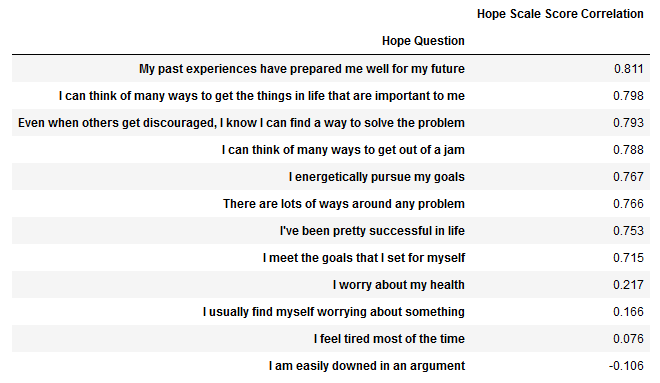 Hope Scale Score Correlation
Hope Question
My past experiences have prepared me well for my future 0.811
I can think of many ways to get the things in life that are important to me 0.798
Even when others get discouraged, I know I can find a way to solve the problem 0.793
I can think of many ways to get out of a jam 0.788
I energetically pursue my goals 0.767
There are lots of ways around any problem 0.766
I've been pretty successful in life 0.753
I meet the goals that I set for myself 0.715
I worry about my health 0.217
I usually find myself worrying about something 0.166
I feel tired most of the time 0.076
I am easily downed in an argument -0.106